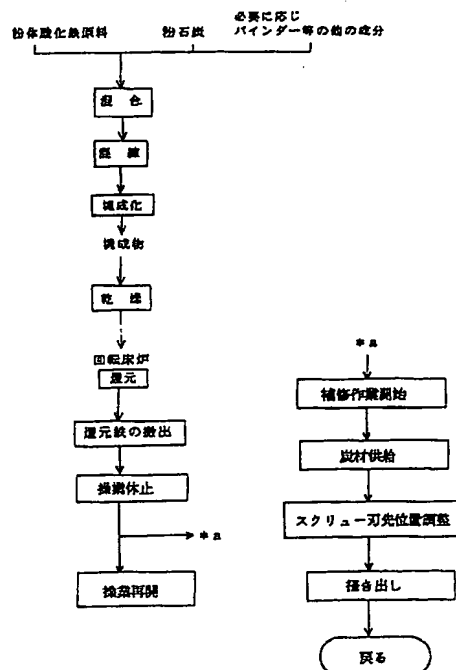 粉体酸化鉄原料
粉石炭
必要に応じ
バインダー等の他の成分
混合
混練
塊成化
塊成物
乾燥
回転床炉
還元
還元鉄の搬出
操業休止
*a
操業再開
*a
補修作業開始
炭材供給
スクリュー刃先位置調整
掻き出し
戻る